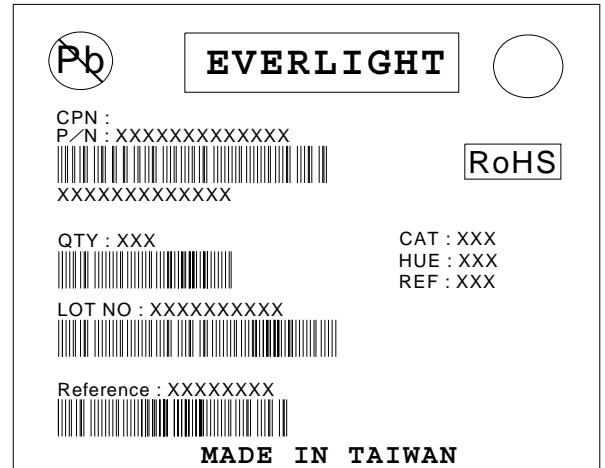 Pb
EVERLIGHT
CPN :
P/N : XXXXXXXXXXXXX
RoHS
XXXXXXXXXXXXX
QTY : XXX
CAT : XXX
HUE : XXX
REF : XXX
LOT NO : XXXXXXXXXX
Reference : XXXXXXXX
MADE IN TAIWAN